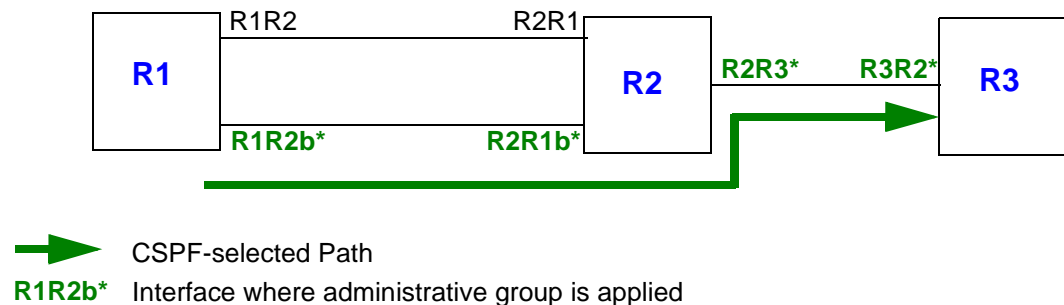 R1R2 R2R1
R1 R2 R2R3* R3R2* R3
R1R2b* R2R1b*
CSPF-selected Path
R1R2b* Interface where administrative group is applied